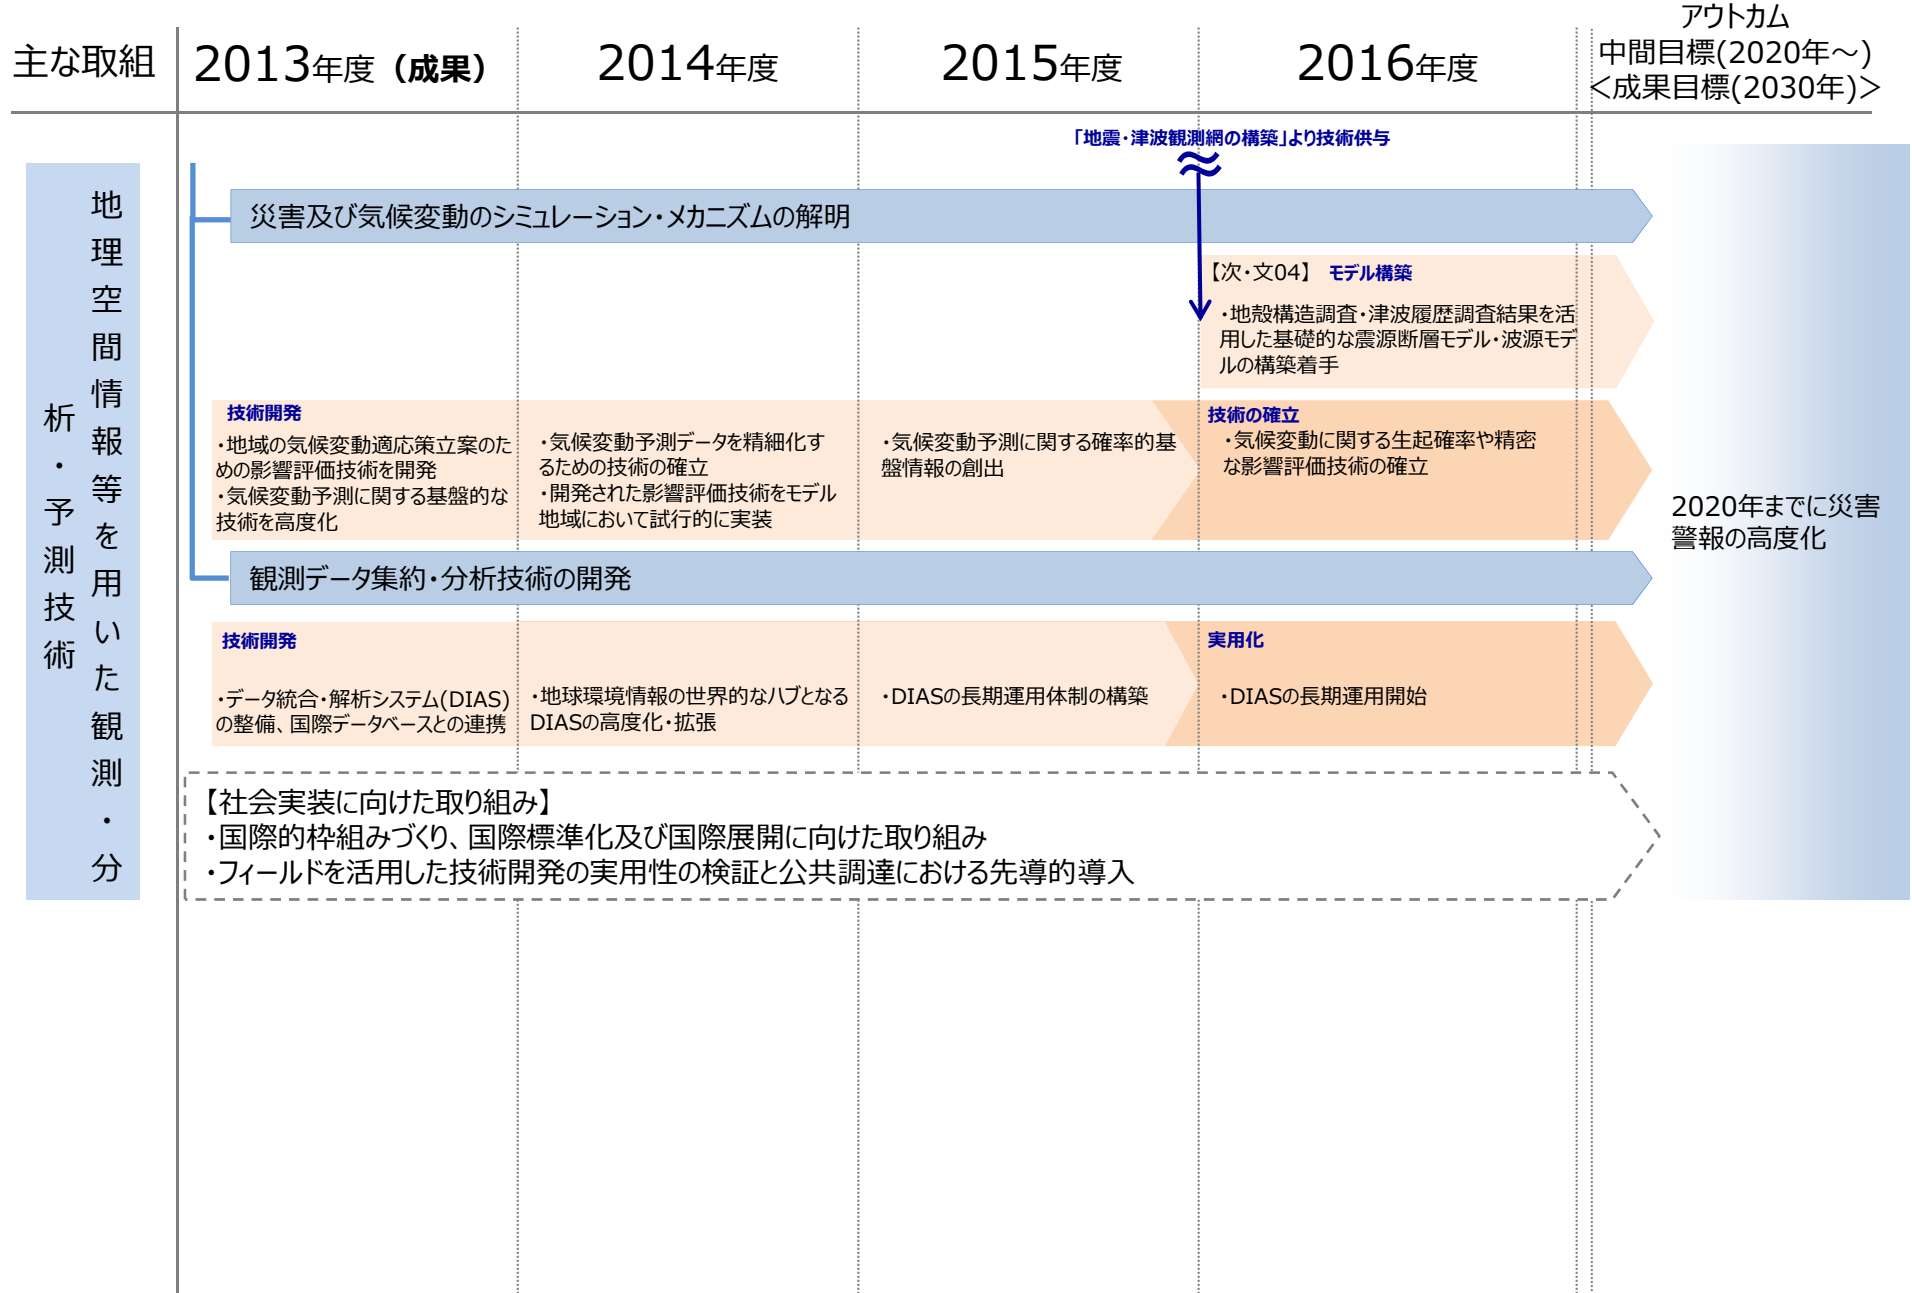 主な取組
2013年度（成果）
2014年度
2015年度
2016年度
アウトカム
中間目標(2020年～)
＜成果目標(2030年)＞
地理空間情報等を用いた観測・分
析・予測技術
「地震・津波観測網の構築」より技術供与
災害及び気候変動のシミュレーション・メカニズムの解明
【次・文04】 モデル構築
・地殻構造調査・津波履歴調査結果を活
用した基礎的な震源断層モデル・波源モデ
ルの構築着手
技術開発
・地域の気候変動適応策立案のた
めの影響評価技術を開発
・気候変動予測に関する基盤的な
技術を高度化
・気候変動予測データを精細化す
るための技術の確立
・開発された影響評価技術をモデル
地域において試行的に実装
・気候変動予測に関する確率的基
盤情報の創出
技術の確立
・気候変動に関する生起確率や精密
な影響評価技術の確立
2020年までに災害
警報の高度化
観測データ集約・分析技術の開発
技術開発
・データ統合・解析システム(DIAS)
の整備、国際データベースとの連携
・地球環境情報の世界的なハブとなる
DIASの高度化・拡張
・DIASの長期運用体制の構築
実用化
・DIASの長期運用開始
【社会実装に向けた取り組み】
・国際的枠組みづくり、国際標準化及び国際展開に向けた取り組み
・フィールドを活用した技術開発の実用性の検証と公共調達における先導的導入